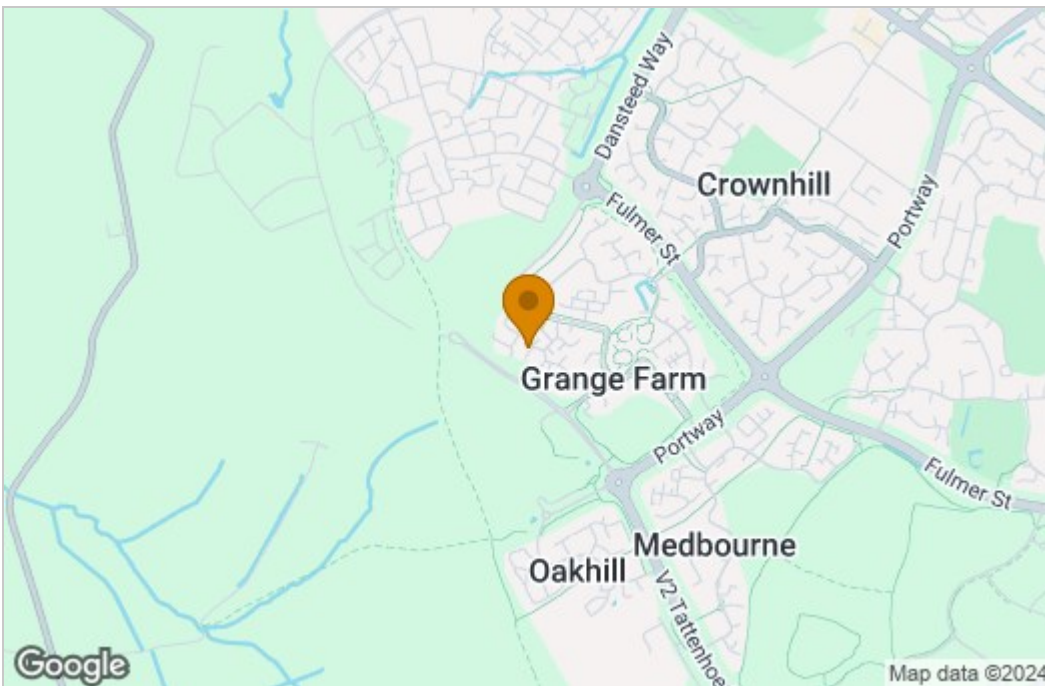 Dansteed Way
Crownhill
Fulmer St
Portway
Grange Farm
Portway
Fulmer St
Medbourne
Oakhill
V2 Tattenhoe
Google
Map data ©2024